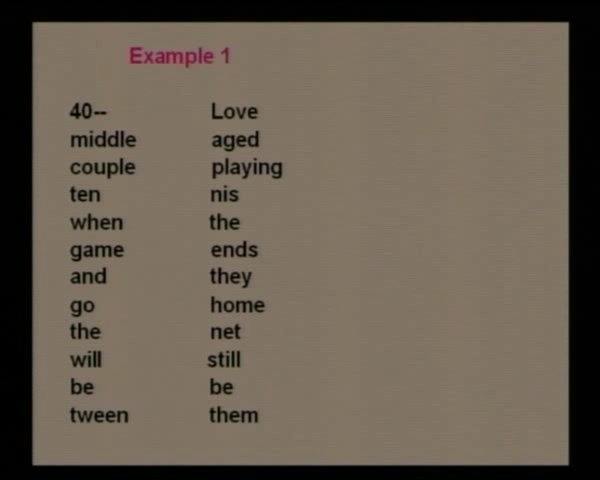 Example 1
40-- Love
middle aged
couple playing
ten nis
when the
game ends
and they
go home
the net
will still
be be
tween them